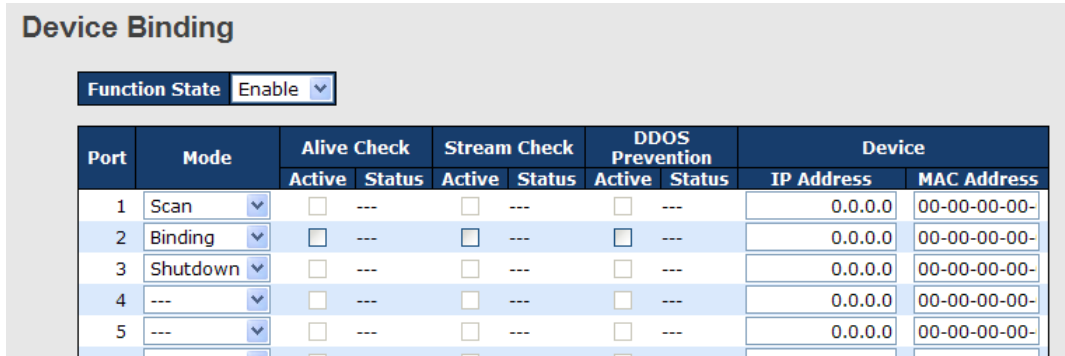 Device Binding
Function State Enable
Port Mode Alive Check Stream Check DDOS Prevention Device
Active Status Active Status Active Status IP Address MAC Address
1 Scan --- --- --- 0.0.0.0 00-00-00-00-
2 Binding --- --- --- 0.0.0.0 00-00-00-00-
3 Shutdown --- --- --- 0.0.0.0 00-00-00-00-
4 --- --- --- --- 0.0.0.0 00-00-00-00-
5 --- --- --- --- 0.0.0.0 00-00-00-00-